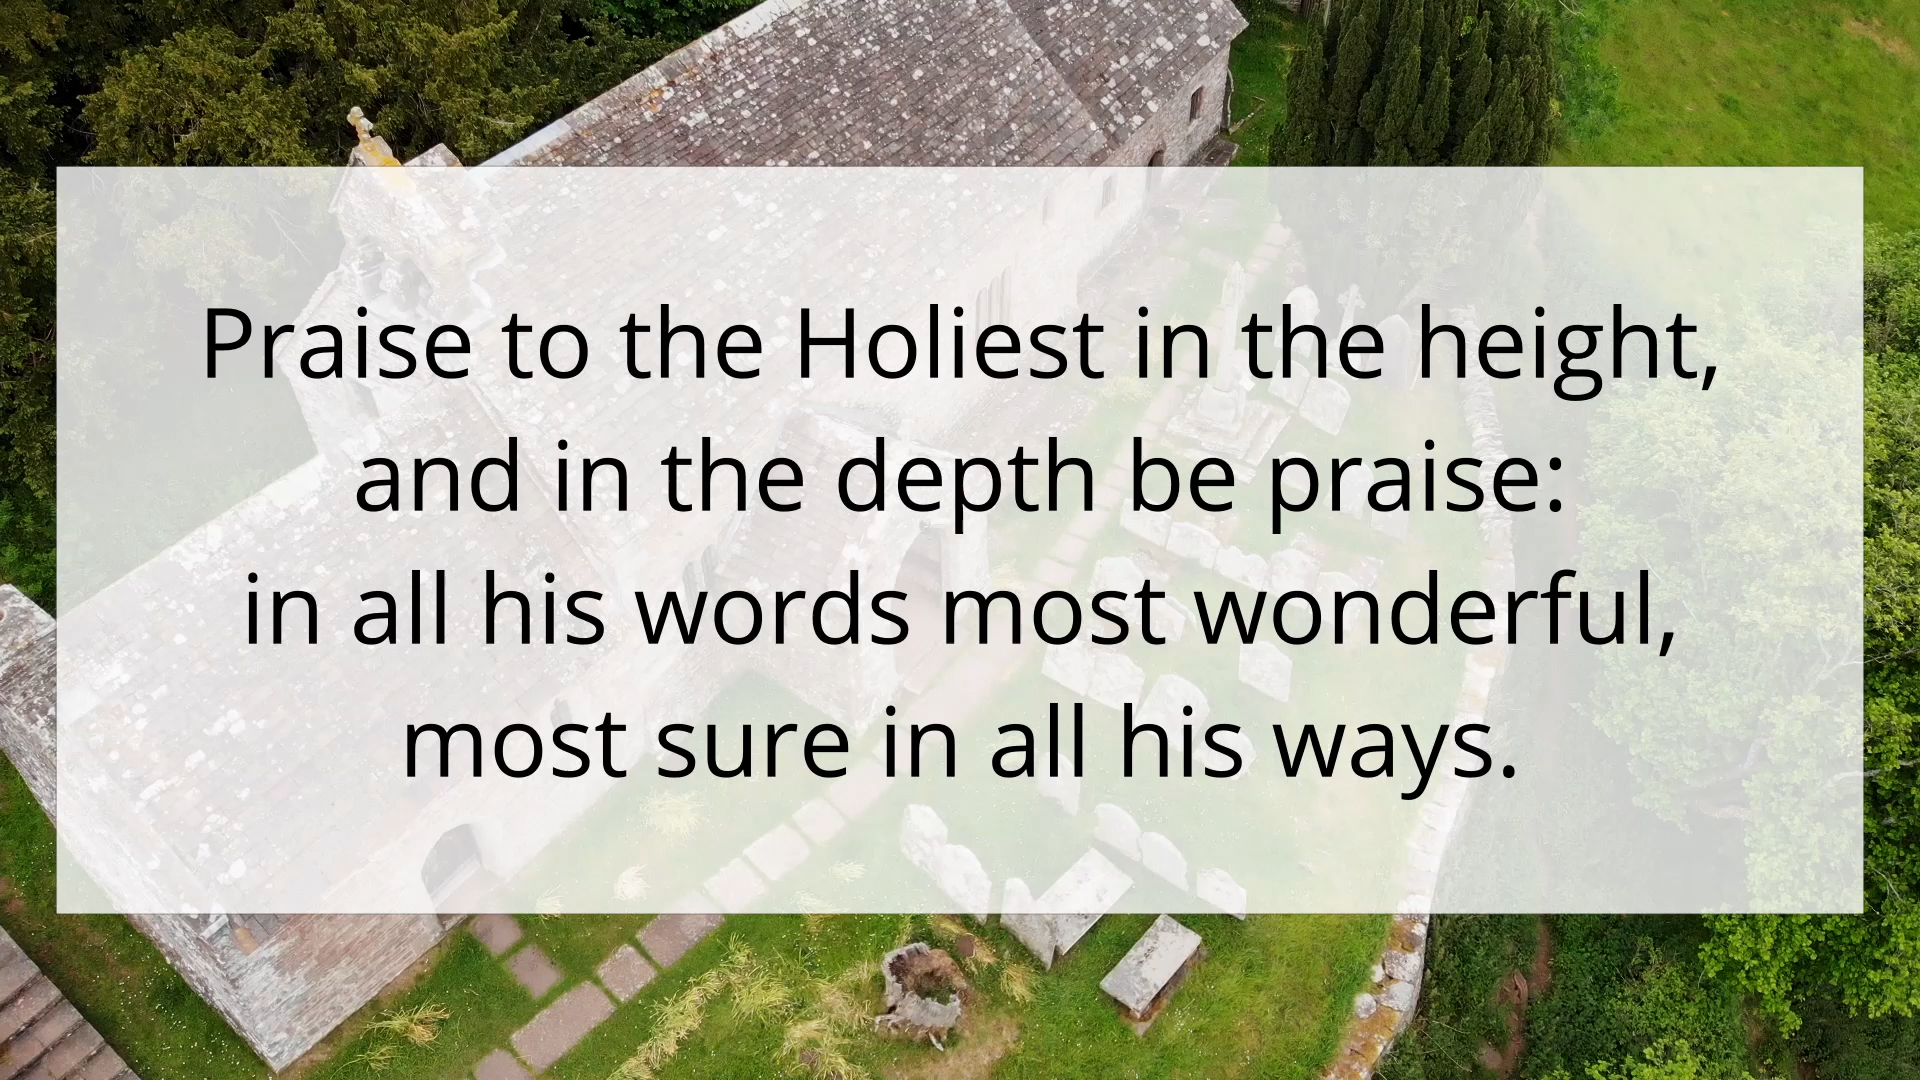 Praise to the Holiest in the height,
and in the depth be praise:
in all his words most wonderful,
most sure in all his ways.